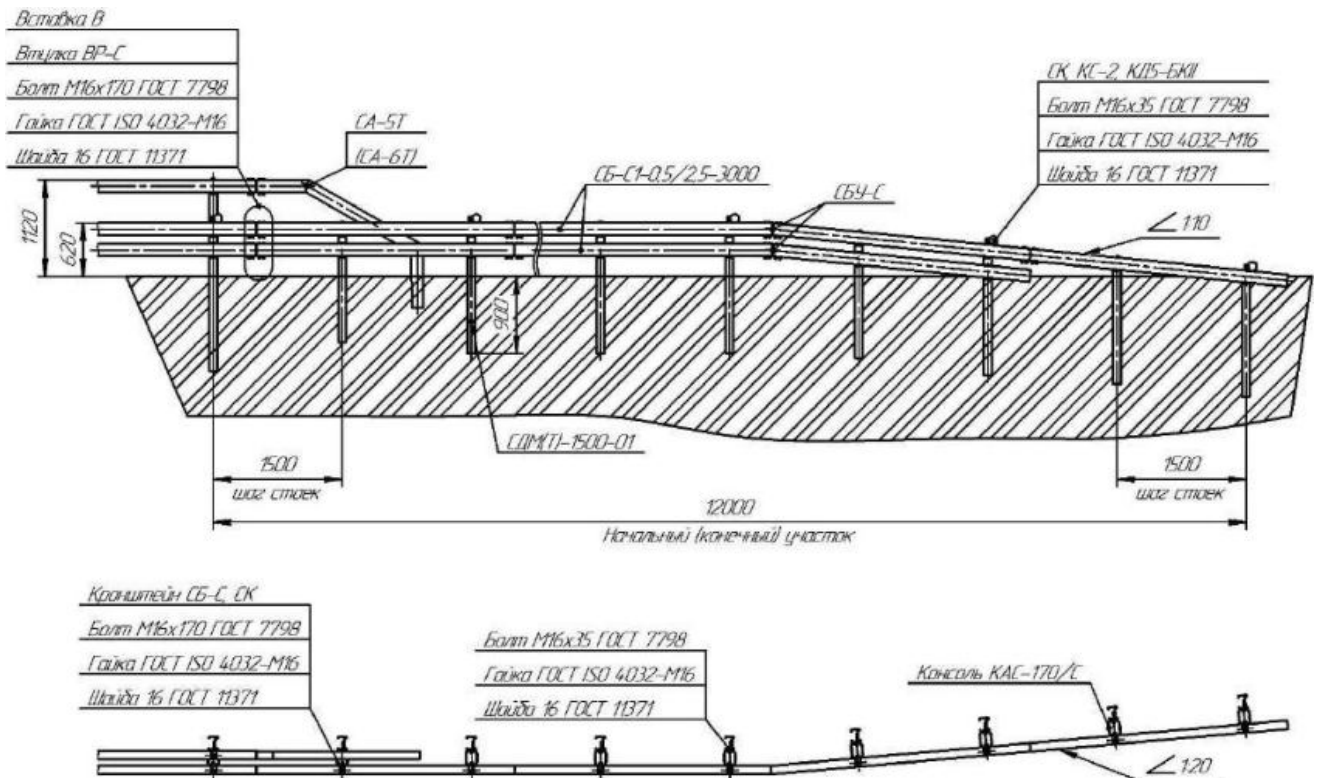 Вставка В
Втулка ВР-С
Болт М16х170 ГОСТ 7798
Гайка ГОСТ ISO 4032-М16
Шайба 16 ГОСТ 11371
СА-5Т
(СА-6Т)
СБ-С1-0.5/2,5-3000
СБУ-С
СК, КС-2, КД5-БКII
Болт М16х35 ГОСТ 7798
Гайка ГОСТ ISO 4032-М16
Шайба 16 ГОСТ 11371
1120
620
∠ 1:10
900
СДМ(Т)-1500-01
1500
шаг стоек
1500
шаг стоек
12000
Начальный (конечный) участок
Кронштейн СБ-С, СК
Болт М16х170 ГОСТ 7798
Гайка ГОСТ ISO 4032-М16
Шайба 16 ГОСТ 11371
Болт М16х35 ГОСТ 7798
Гайка ГОСТ ISO 4032-М16
Шайба 16 ГОСТ 11371
Консоль КАС-170/С
∠ 1:20